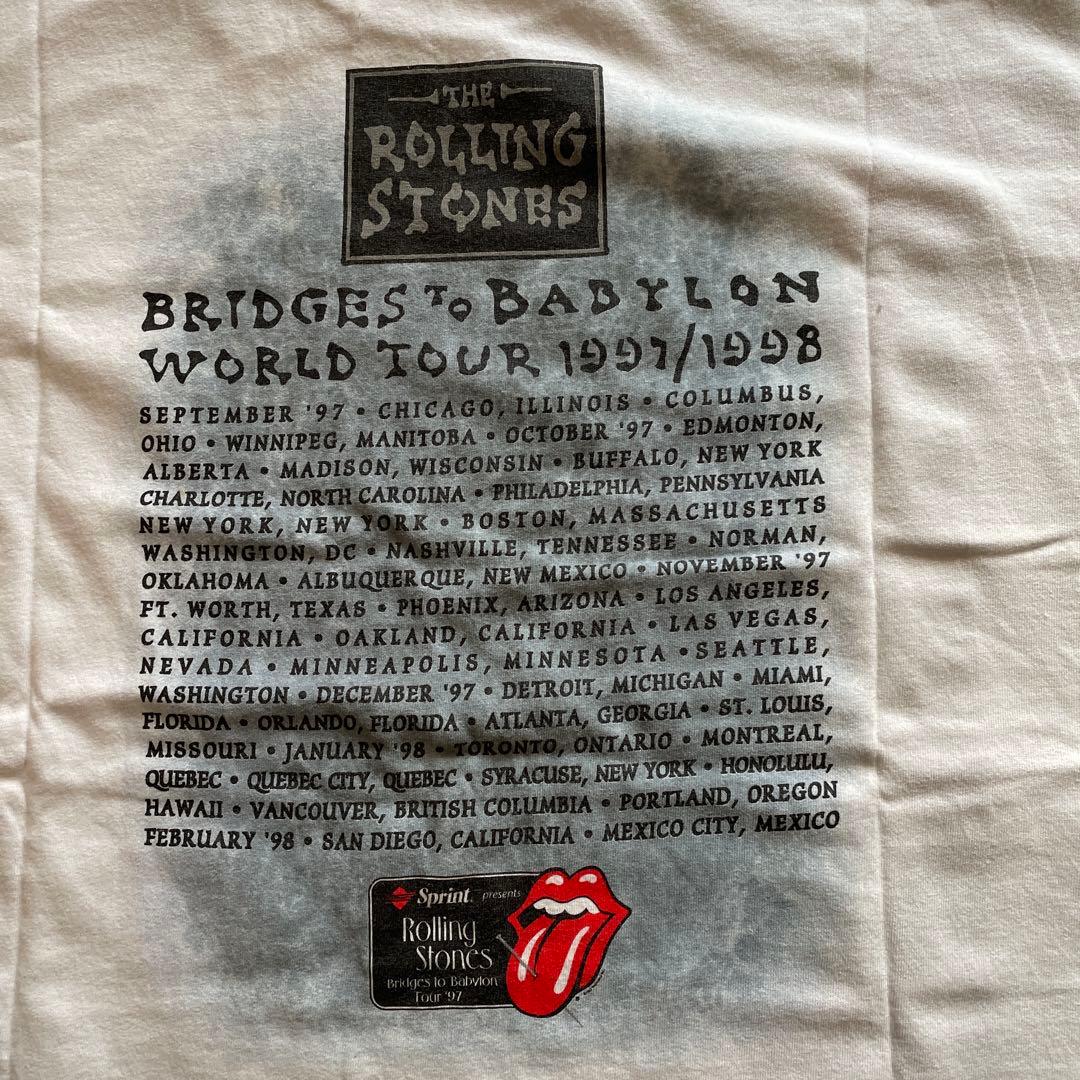 THE
ROLLING
STONES
BRIDGES TO BABYLON
WORLD TOUR 1997/1998
SEPTEMBER '97 • CHICAGO, ILLINOIS • COLUMBUS,
OHIO • WINNIPEG, MANITOBA • OCTOBER '97 • EDMONTON,
ALBERTA • MADISON, WISCONSIN • BUFFALO, NEW YORK
CHARLOTTE, NORTH CAROLINA • PHILADELPHIA, PENNSYLVANIA
NEW YORK, NEW YORK • BOSTON, MASSACHUSETTS
WASHINGTON, DC • NASHVILLE, TENNESSEE • NORMAN,
OKLAHOMA • ALBUQUERQUE, NEW MEXICO • NOVEMBER '97
FT. WORTH, TEXAS • PHOENIX, ARIZONA • LOS ANGELES,
CALIFORNIA • OAKLAND, CALIFORNIA • LAS VEGAS,
NEVADA • MINNEAPOLIS, MINNESOTA • SEATTLE,
WASHINGTON • DECEMBER '97 • DETROIT, MICHIGAN • MIAMI,
FLORIDA • ORLANDO, FLORIDA • ATLANTA, GEORGIA • ST. LOUIS,
MISSOURI • JANUARY '98 • TORONTO, ONTARIO • MONTREAL,
QUEBEC • QUEBEC CITY, QUEBEC • SYRACUSE, NEW YORK • HONOLULU,
HAWAII • VANCOUVER, BRITISH COLUMBIA • PORTLAND, OREGON
FEBRUARY '98 • SAN DIEGO, CALIFORNIA • MEXICO CITY, MEXICO
Sprint. presents
Rolling
Stones
Bridges to Babylon
Tour '97